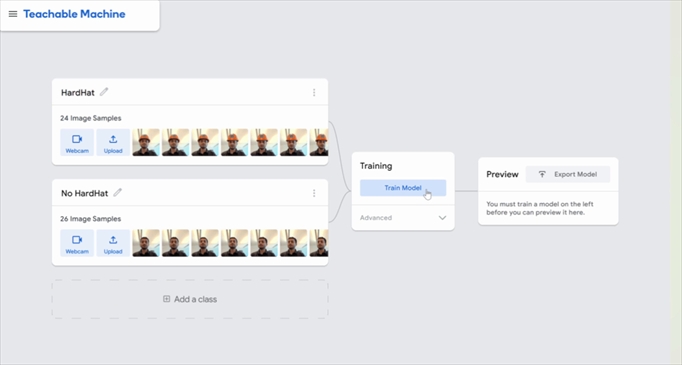 Teachable Machine
HardHat
24 Image Samples
Webcam
Upload
No HardHat
26 Image Samples
Webcam
Upload
Add a class
Training
Train Model
Advanced
Preview
Export Model
You must train a model on the left
before you can preview it here.